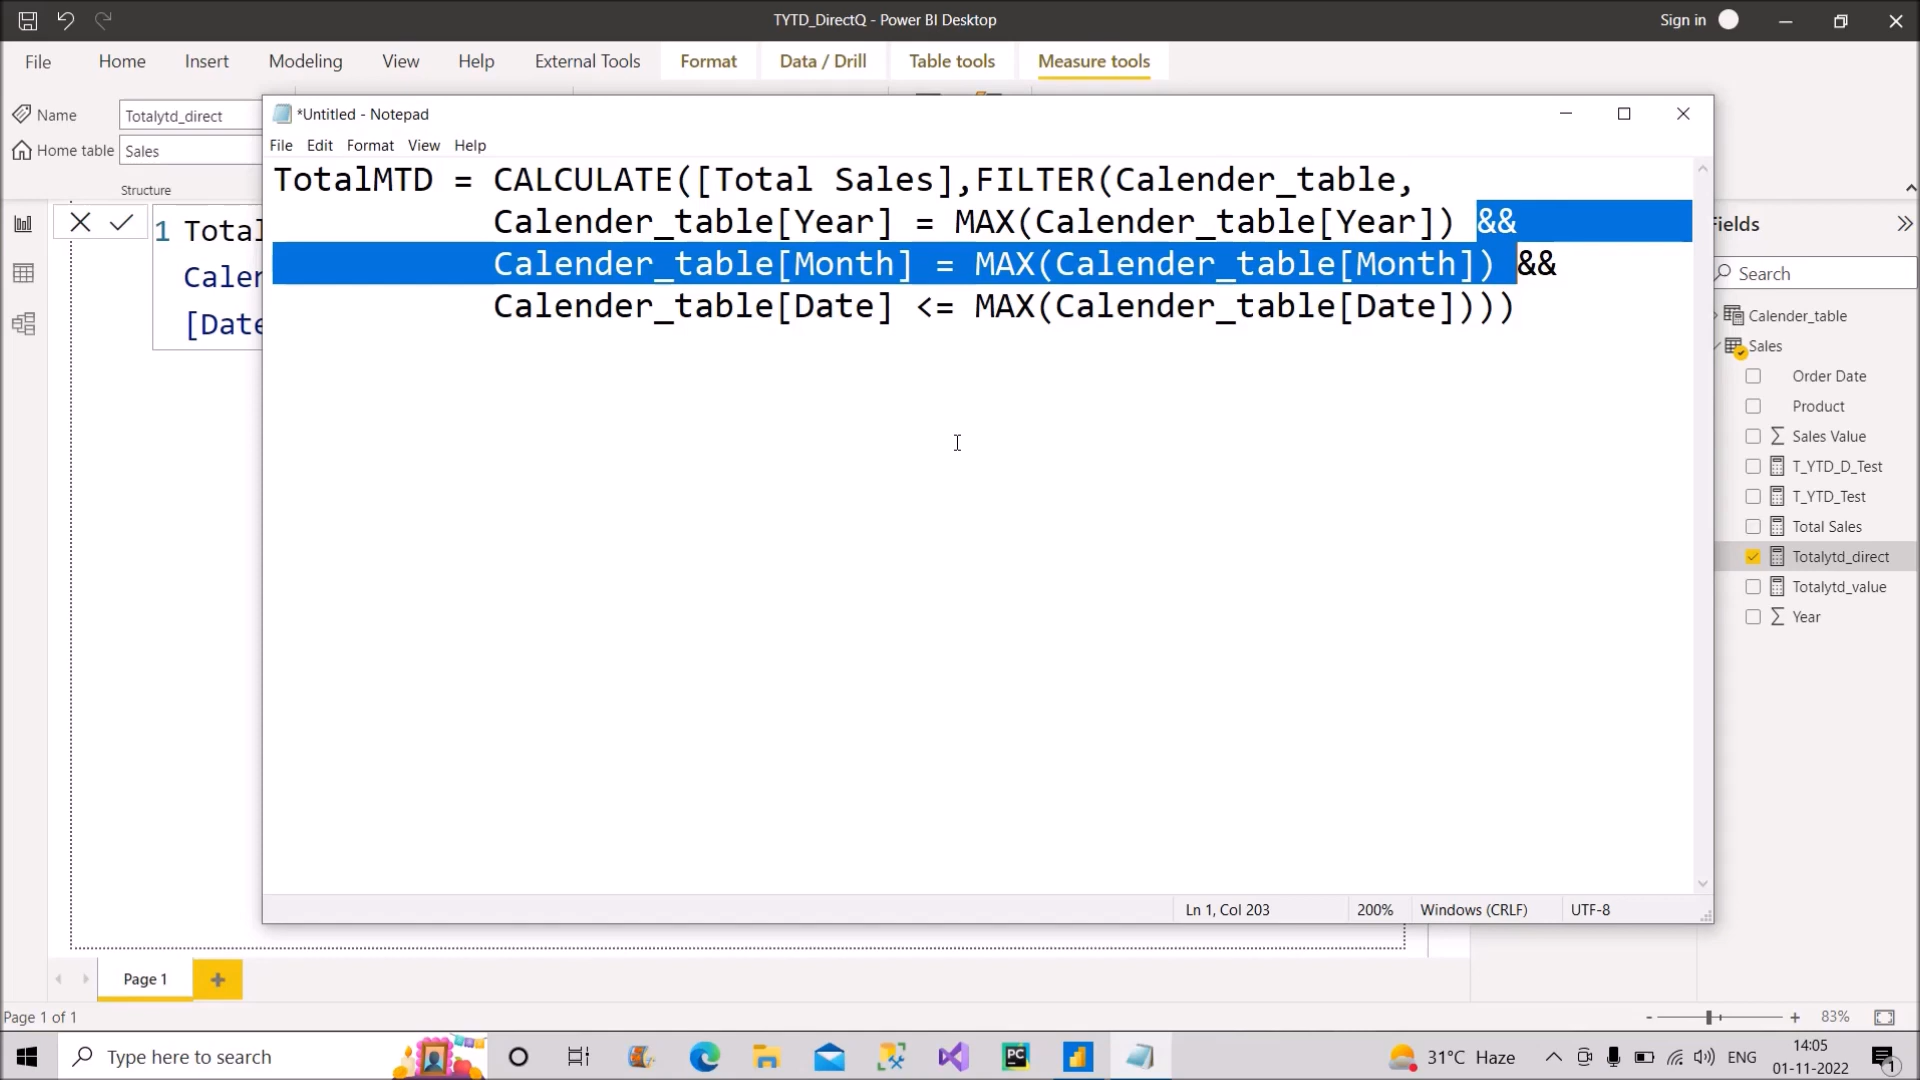 TYTD_DirectQ - Power BI Desktop
Sign in
File Home Insert Modeling View Help External Tools Format Data / Drill Table tools Measure tools
Name Totalytd_direct
Home table Sales
Structure
*Untitled - Notepad
File Edit Format View Help
TotalMTD = CALCULATE([Total Sales],FILTER(Calender_table,
Calender_table[Year] = MAX(Calender_table[Year]) &&
Calender_table[Month] = MAX(Calender_table[Month]) &&
Calender_table[Date] <= MAX(Calender_table[Date])))
1 Total
Calen
[Date
Ln 1, Col 203 200% Windows (CRLF) UTF-8
Fields
Search
Calender_table
Sales
Order Date
Product
Sales Value
T_YTD_D_Test
T_YTD_Test
Total Sales
Totalytd_direct
Totalytd_value
Year
Page 1
Page 1 of 1
83%
Type here to search
PC
31°C Haze
ENG
14:05
01-11-2022
1